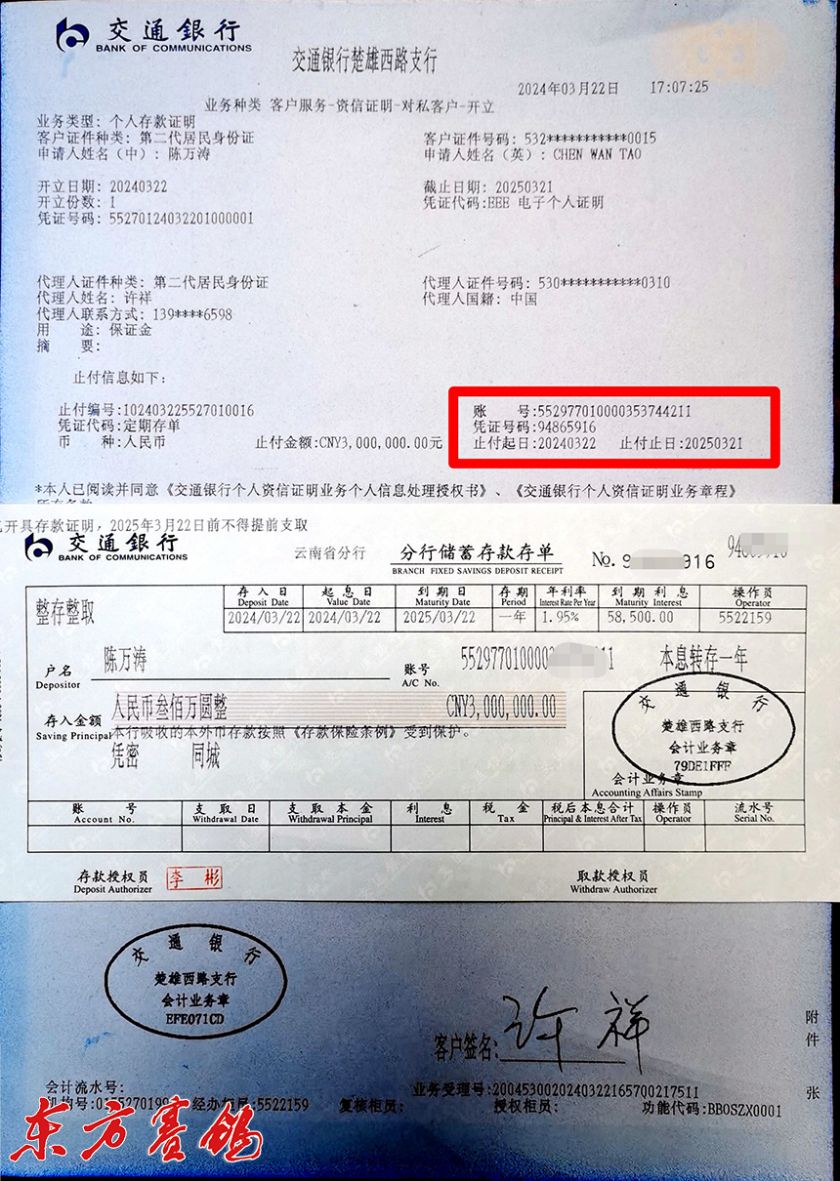 交通銀行
BANK OF COMMUNICATIONS
交通银行楚雄西路支行
2024年03月22日 17:07:25
业务种类 客户服务-资信证明-对私客户-开立
业务类型: 个人存款证明
客户证件种类: 第二代居民身份证 客户证件号码: 532***********0015
申请人姓名(中): 陈万涛 申请人姓名(英): CHEN WAN TAO
开立日期: 20240322 截止日期: 20250321
开立份数: 1 凭证代码:EEE 电子个人证明
凭证号码: 55270124032201000001
代理人证件种类: 第二代居民身份证 代理人证件号码: 530***********0310
代理人姓名: 许祥 代理人国籍: 中国
代理人联系方式: 139****6598
用 途: 保证金
摘 要:
止付信息如下:
止付编号:102403225527010016 账 号:552977010000353744211
凭证代码:定期存单 凭证号码:94865916
币 种:人民币 止付金额:CNY3,000,000.00元 止付起日:20240322 止付止日:20250321
*本人已阅读并同意《交通银行个人资信证明业务个人信息处理授权书》、《交通银行个人资信证明业务章程》
开具存款证明, 2025年3月22日前不得提前支取
交通銀行
BANK OF COMMUNICATIONS
云南省分行 分行储蓄存款存单 No. 9 916
BRANCH FIXED SAVINGS DEPOSIT RECEIPT
整存整取
存入日 起息日 到期日 存期 年利率 到期利息 操作员
Deposit Date Value Date Maturity Date Period Interest Rate Per Year Maturity Interest Operator
2024/03/22 2024/03/22 2025/03/22 一年 1.95% 58,500.00 5522159
户名 陈万涛 账号 5529770100003 11 本息转存一年
Depositor A/C No.
存入金额 人民币叁佰万圆整 CNY3,000,000.00
Saving Principal 本行吸收的本外币存款按照《存款保险条例》受到保护。
凭密 同城
交通银行
楚雄西路支行
会计业务章
79DE1FFF
会计业务章
Accounting Affairs Stamp
账号 支取日 支取本金 利息 税金 税后本息合计 操作员 流水号
Account No. Withdrawal Date Withdrawal Principal Interest Tax Principal & Interest After Tax Operator Serial No.
存款授权员 李彬 取款授权员
Deposit Authorizer Withdraw Authorizer
交通银行
楚雄西路支行
会计业务章
EFE071CD
客户签名: 许祥
附件 张
会计流水号: 业务受理号:2004530020240322165700217511
机构号:01 经办柜员:5522159 复核柜员: 授权柜员: 功能代码:BB0SZX0001
东方赛鸽